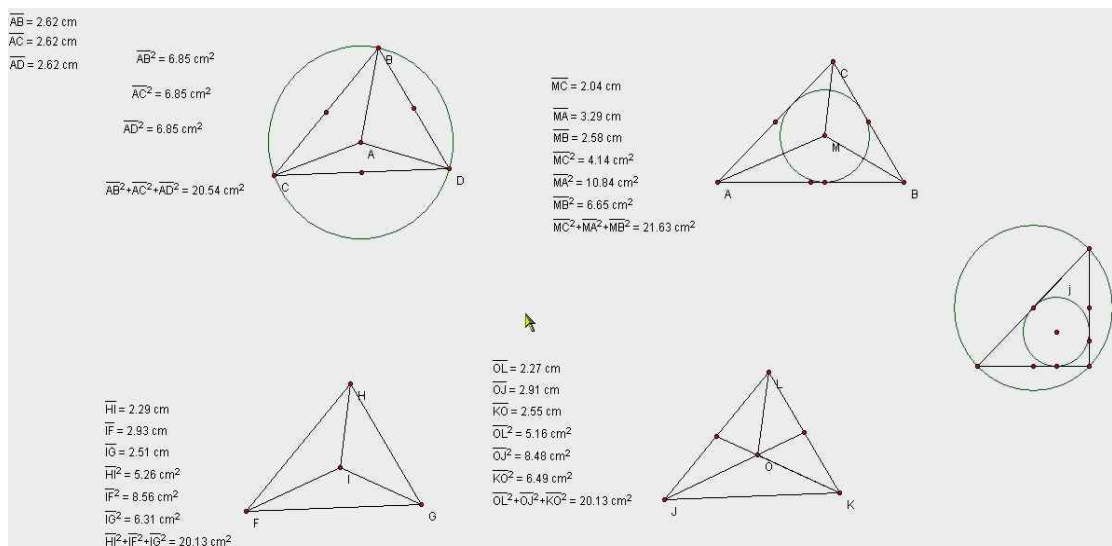 AB = 2.62 cm
AC = 2.62 cm
AD = 2.62 cm
AB² = 6.85 cm²
AC² = 6.85 cm²
AD² = 6.85 cm²
AB²+AC²+AD² = 20.54 cm²
B
A
C
D
MC = 2.04 cm
MA = 3.29 cm
MB = 2.58 cm
MC² = 4.14 cm²
MA² = 10.84 cm²
MB² = 6.65 cm²
MC²+MA²+MB² = 21.63 cm²
C
M
A
B
j
HI = 2.29 cm
IF = 2.93 cm
IG = 2.51 cm
HI² = 5.26 cm²
IF² = 8.56 cm²
IG² = 6.31 cm²
HI²+IF²+IG² = 20.13 cm²
H
I
F
G
OL = 2.27 cm
OJ = 2.91 cm
KO = 2.55 cm
OL² = 5.16 cm²
OJ² = 8.48 cm²
KO² = 6.49 cm²
OL²+OJ²+KO² = 20.13 cm²
L
O
J
K